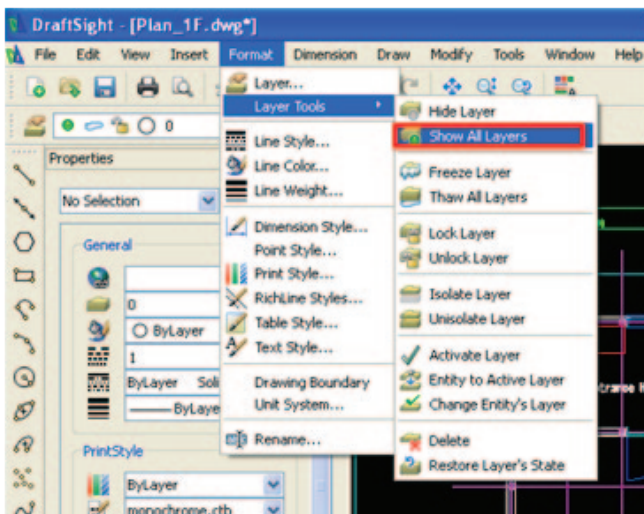 DraftSight - [Plan_1F.dwg*]
File Edit View Insert Format Dimension Draw Modify Tools Window Help
0
Properties
No Selection
General
0
ByLayer
1
ByLayer Soli
ByLaye
PrintStyle
ByLayer
monochrome.ctb
Layer...
Layer Tools
Line Style...
Line Color...
Line Weight...
Dimension Style...
Point Style...
Print Style...
RichLine Styles...
Table Style...
Text Style...
Drawing Boundary
Unit System...
Rename...
Hide Layer
Show All Layers
Freeze Layer
Thaw All Layers
Lock Layer
Unlock Layer
Isolate Layer
Unisolate Layer
Activate Layer
Entity to Active Layer
Change Entity's Layer
Delete
Restore Layer's State